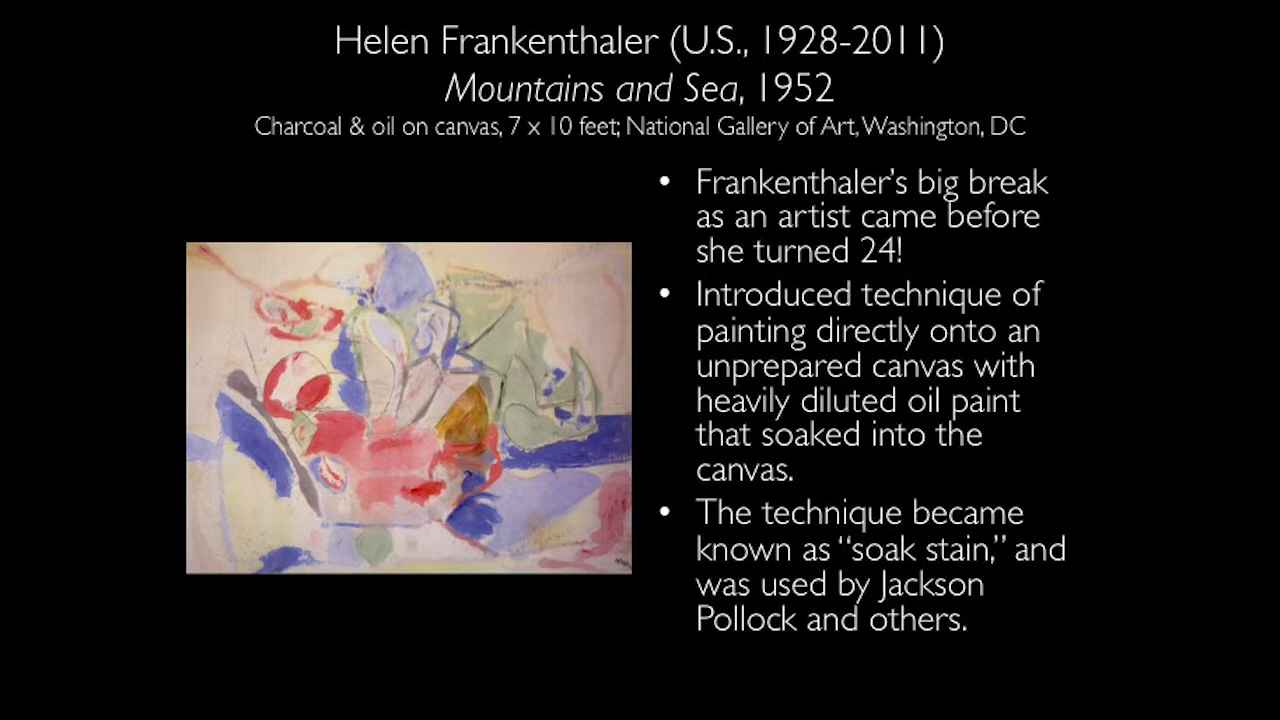 Helen Frankenthaler (U.S., 1928-2011)
Mountains and Sea, 1952
Charcoal & oil on canvas, 7 x 10 feet; National Gallery of Art, Washington, DC
• Frankenthaler’s big break
as an artist came before
she turned 24!
• Introduced technique of
painting directly onto an
unprepared canvas with
heavily diluted oil paint
that soaked into the
canvas.
• The technique became
known as “soak stain,” and
was used by Jackson
Pollock and others.